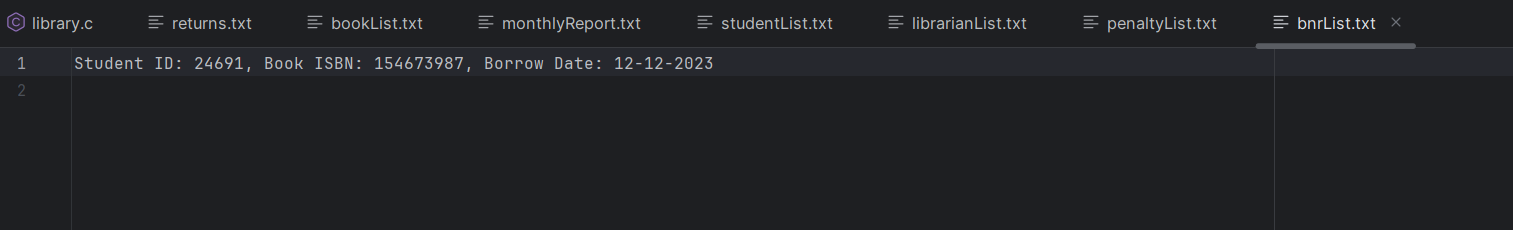 library.c returns.txt bookList.txt monthlyReport.txt studentList.txt librarianList.txt penaltyList.txt bnrList.txt
1 Student ID: 24691, Book ISBN: 154673987, Borrow Date: 12-12-2023
2